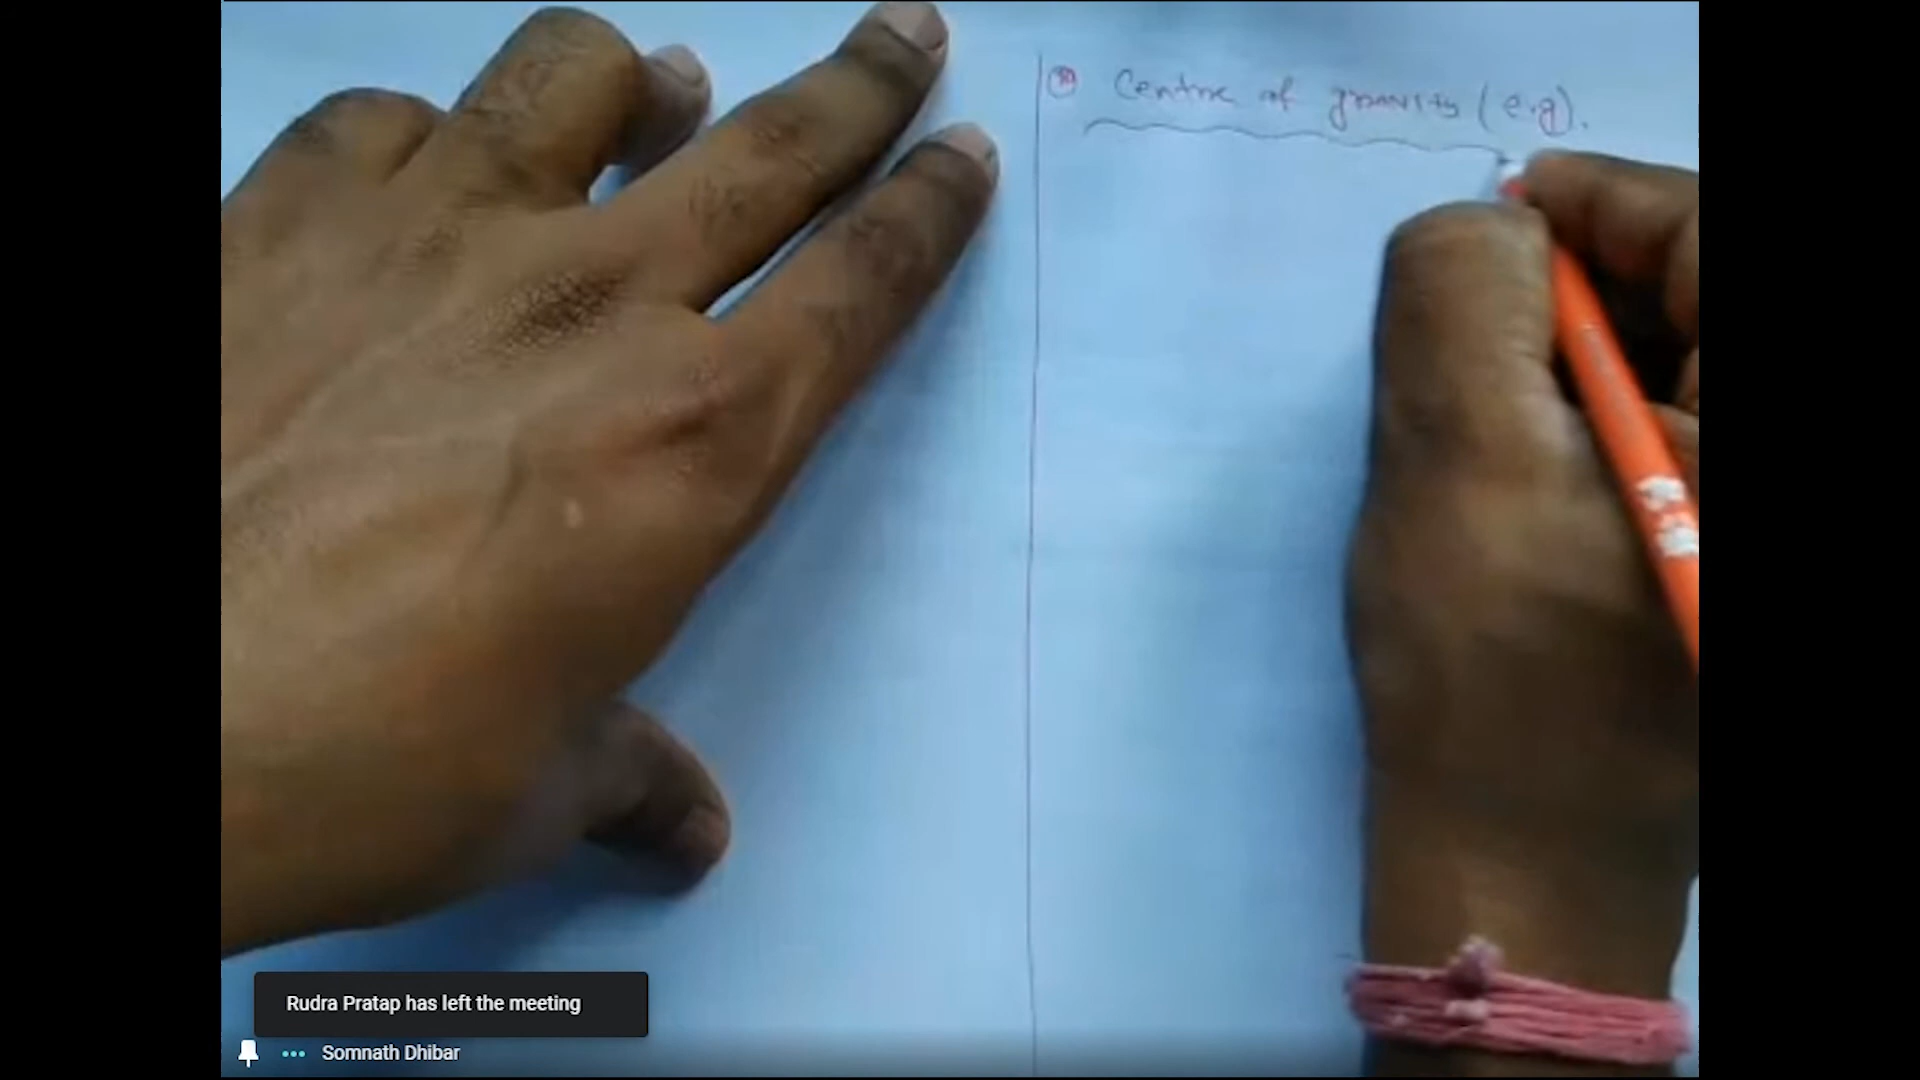 Centre of gravity (c.g).
Rudra Pratap has left the meeting
Somnath Dhibar